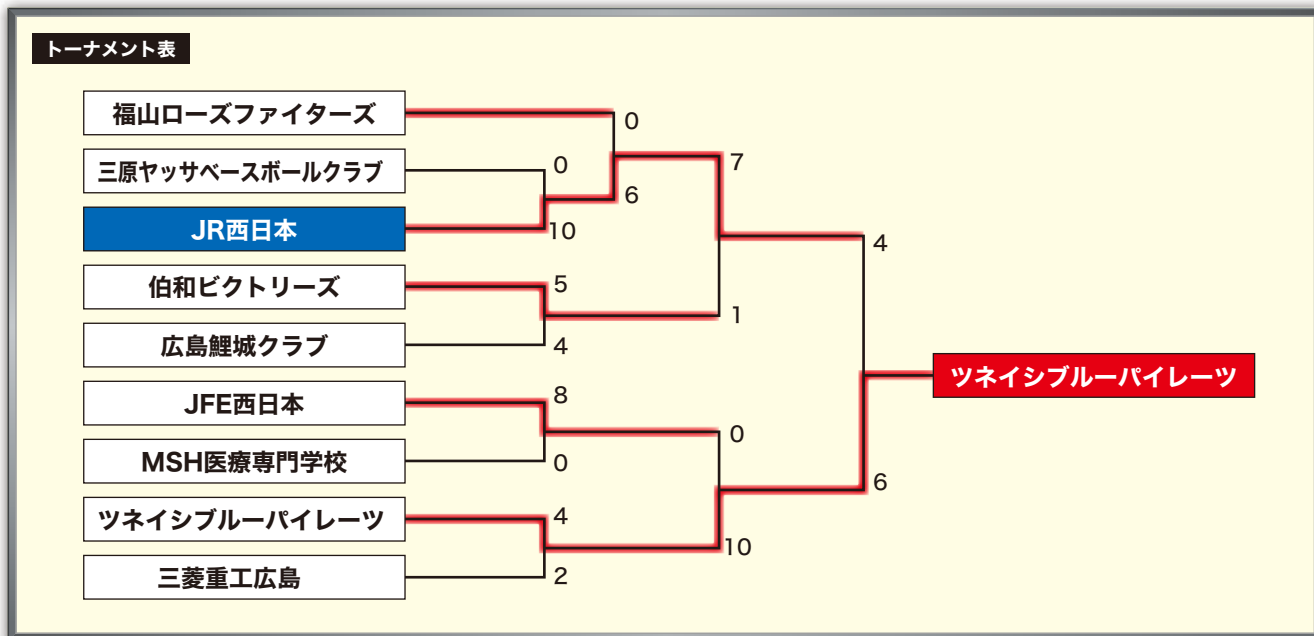 トーナメント表
福山ローズファイターズ
0
三原ヤッサベースボールクラブ
0
7
6
JR西日本
10
4
伯和ビクトリーズ
5
1
広島鯉城クラブ
4
ツネイシブルーパイレーツ
JFE西日本
8
0
MSH医療専門学校
0
6
ツネイシブルーパイレーツ
4
10
三菱重工広島
2